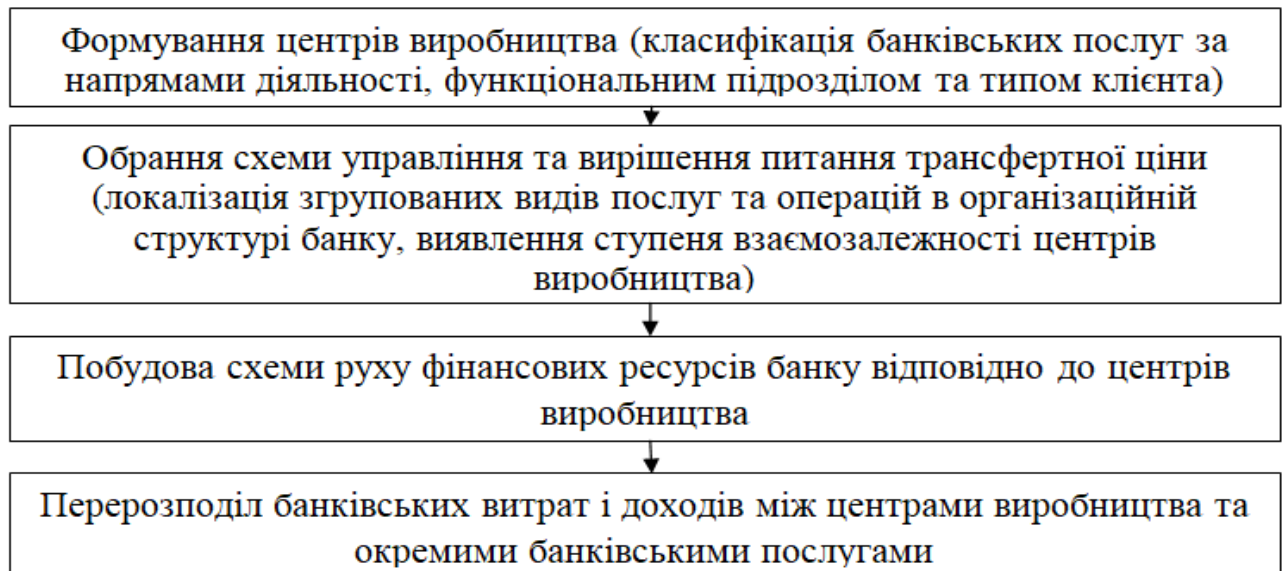 Формування центрів виробництва (класифікація банківських послуг за
напрямами діяльності, функціональним підрозділом та типом клієнта)
Обрання схеми управління та вирішення питання трансфертної ціни
(локалізація згрупованих видів послуг та операцій в організаційній
структурі банку, виявлення ступеня взаємозалежності центрів
виробництва)
Побудова схеми руху фінансових ресурсів банку відповідно до центрів
виробництва
Перерозподіл банківських витрат і доходів між центрами виробництва та
окремими банківськими послугами